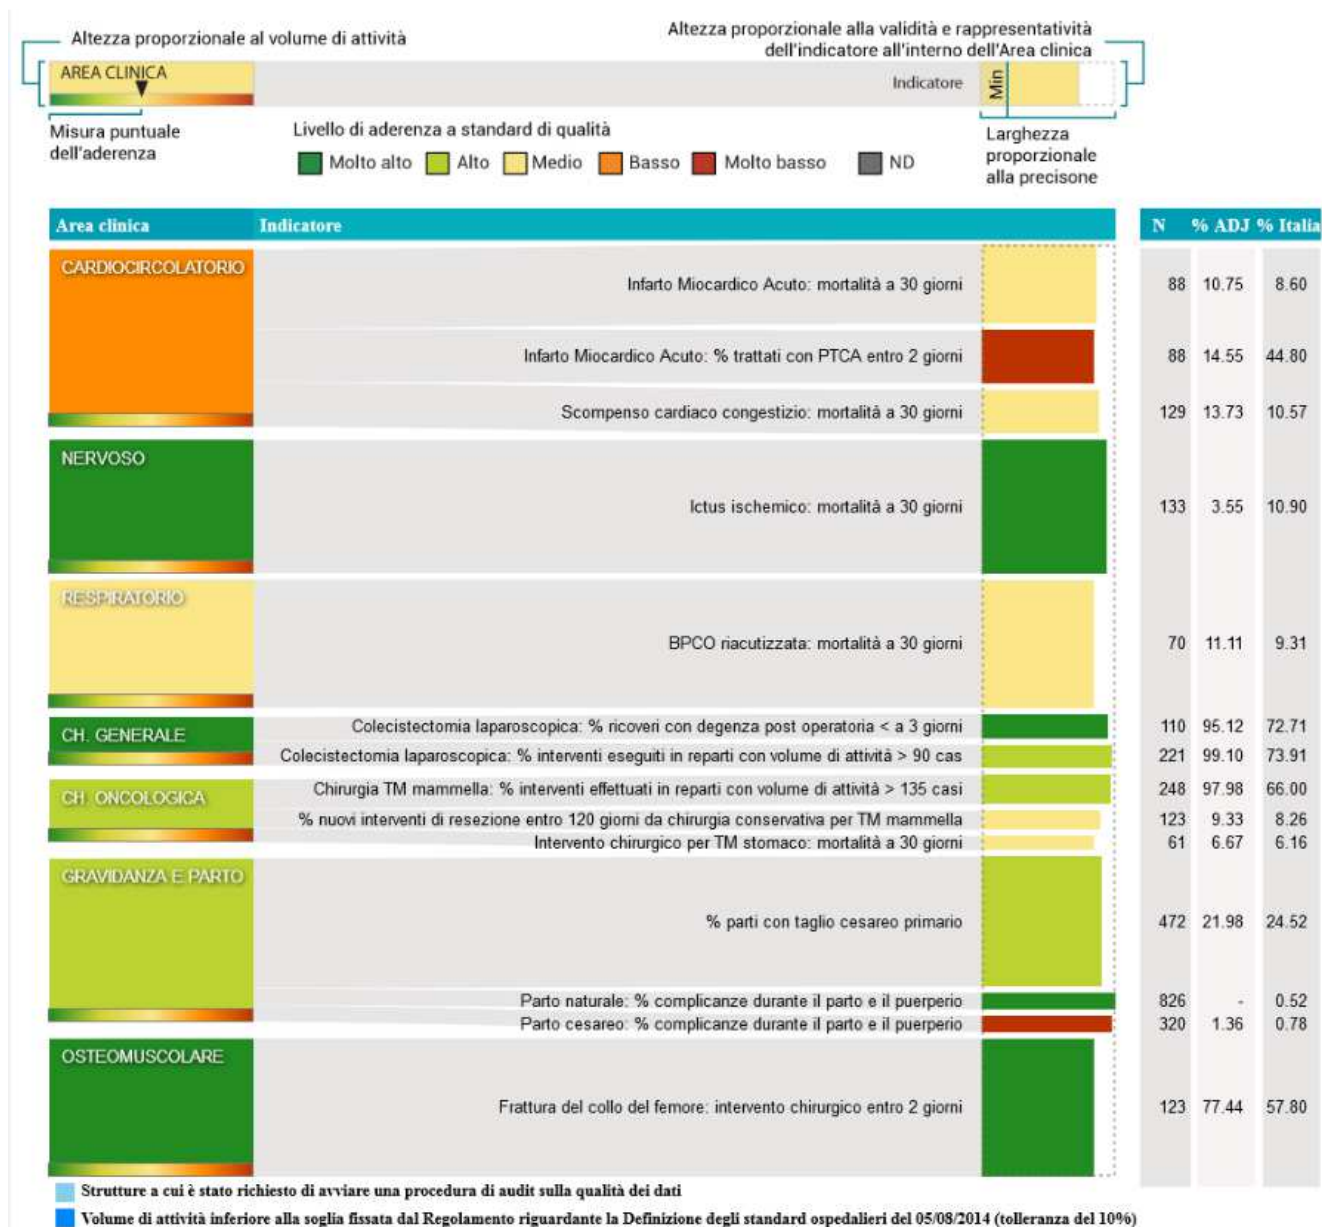 Altezza proporzionale al volume di attività
Altezza proporzionale alla validità e rappresentatività
dell'indicatore all'interno dell'Area clinica
AREA CLINICA
Indicatore
Min
Misura puntuale
dell'aderenza
Livello di aderenza a standard di qualità
Molto alto Alto Medio Basso Molto basso ND
Larghezza
proporzionale
alla precisone
Area clinica Indicatore N % ADJ % Italia
CARDIOCIRCOLATORIO
Infarto Miocardico Acuto: mortalità a 30 giorni 88 10.75 8.60
Infarto Miocardico Acuto: % trattati con PTCA entro 2 giorni 88 14.55 44.80
Scompenso cardiaco congestizio: mortalità a 30 giorni 129 13.73 10.57
NERVOSO
Ictus ischemico: mortalità a 30 giorni 133 3.55 10.90
RESPIRATORIO
BPCO riacutizzata: mortalità a 30 giorni 70 11.11 9.31
CH. GENERALE
Colecistectomia laparoscopica: % ricoveri con degenza post operatoria < a 3 giorni 110 95.12 72.71
Colecistectomia laparoscopica: % interventi eseguiti in reparti con volume di attività > 90 cas 221 99.10 73.91
CH. ONCOLOGICA
Chirurgia TM mammella: % interventi effettuati in reparti con volume di attività > 135 casi 248 97.98 66.00
% nuovi interventi di resezione entro 120 giorni da chirurgia conservativa per TM mammella 123 9.33 8.26
Intervento chirurgico per TM stomaco: mortalità a 30 giorni 61 6.67 6.16
GRAVIDANZA E PARTO
% parti con taglio cesareo primario 472 21.98 24.52
Parto naturale: % complicanze durante il parto e il puerperio 826 - 0.52
Parto cesareo: % complicanze durante il parto e il puerperio 320 1.36 0.78
OSTEOMUSCOLARE
Frattura del collo del femore: intervento chirurgico entro 2 giorni 123 77.44 57.80
Strutture a cui è stato richiesto di avviare una procedura di audit sulla qualità dei dati
Volume di attività inferiore alla soglia fissata dal Regolamento riguardante la Definizione degli standard ospedalieri del 05/08/2014 (tolleranza del 10%)